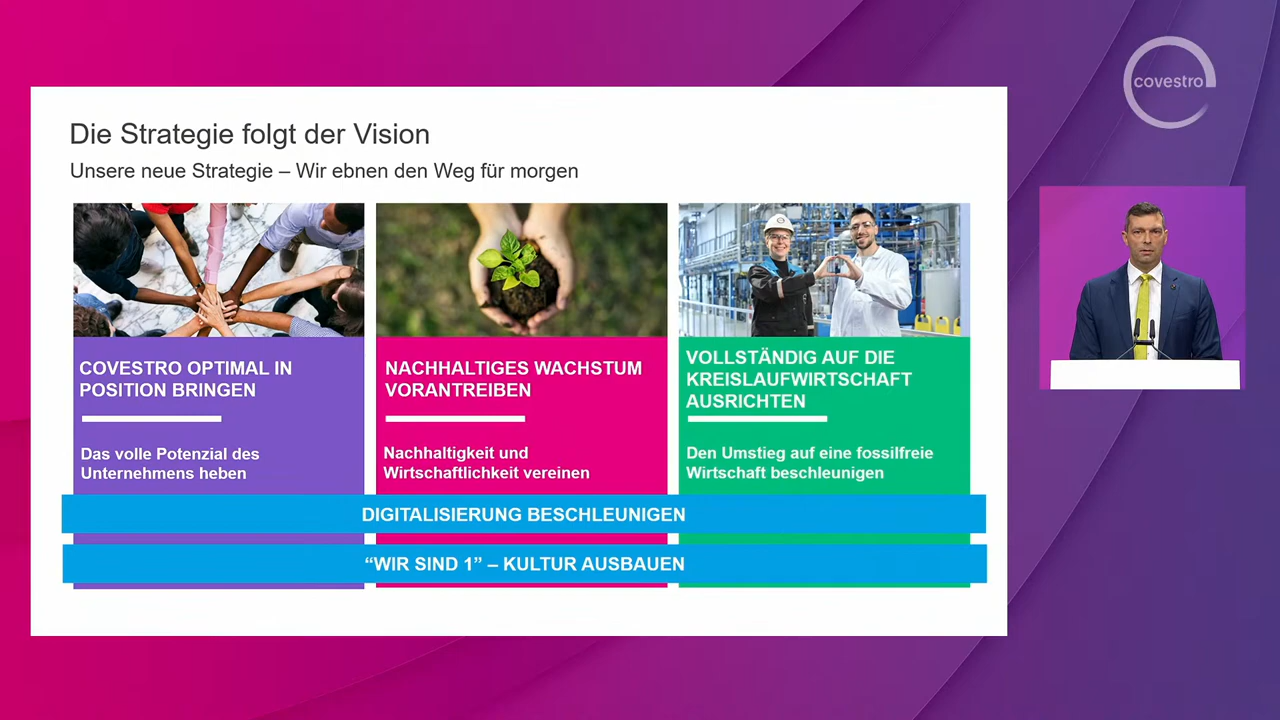 covestro
Die Strategie folgt der Vision
Unsere neue Strategie – Wir ebnen den Weg für morgen
COVESTRO OPTIMAL IN
POSITION BRINGEN
Das volle Potenzial des
Unternehmens heben
NACHHALTIGES WACHSTUM
VORANTREIBEN
Nachhaltigkeit und
Wirtschaftlichkeit vereinen
VOLLSTÄNDIG AUF DIE
KREISLAUFWIRTSCHAFT
AUSRICHTEN
Den Umstieg auf eine fossilfreie
Wirtschaft beschleunigen
DIGITALISIERUNG BESCHLEUNIGEN
“WIR SIND 1” – KULTUR AUSBAUEN